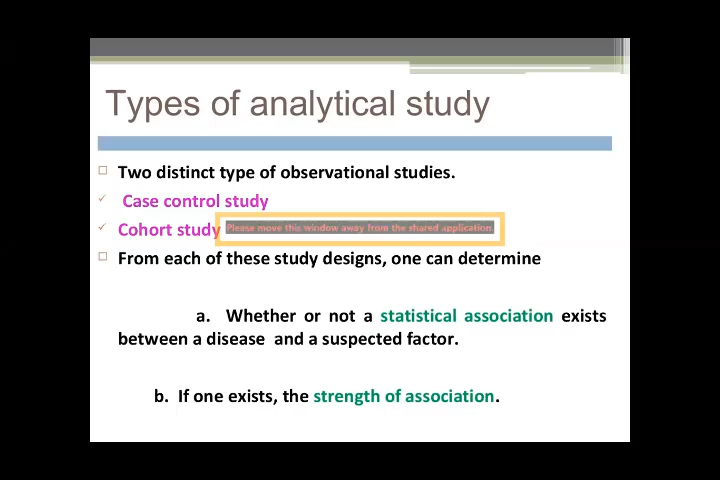 Types of analytical study
Two distinct type of observational studies.
Case control study
Cohort study
Please move this window away from the shared application.
From each of these study designs, one can determine
a. Whether or not a statistical association exists
between a disease and a suspected factor.
b. If one exists, the strength of association.